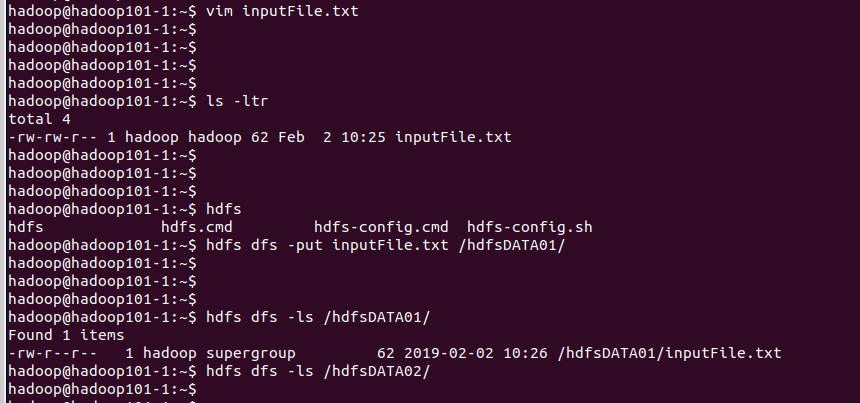 hadoop@hadoop101-1:~$ vim inputFile.txt
hadoop@hadoop101-1:~$
hadoop@hadoop101-1:~$
hadoop@hadoop101-1:~$
hadoop@hadoop101-1:~$
hadoop@hadoop101-1:~$ ls -ltr
total 4
-rw-rw-r-- 1 hadoop hadoop 62 Feb  2 10:25 inputFile.txt
hadoop@hadoop101-1:~$
hadoop@hadoop101-1:~$
hadoop@hadoop101-1:~$
hadoop@hadoop101-1:~$ hdfs
hdfs             hdfs.cmd         hdfs-config.cmd  hdfs-config.sh
hadoop@hadoop101-1:~$ hdfs dfs -put inputFile.txt /hdfsDATA01/
hadoop@hadoop101-1:~$
hadoop@hadoop101-1:~$
hadoop@hadoop101-1:~$
hadoop@hadoop101-1:~$ hdfs dfs -ls /hdfsDATA01/
Found 1 items
-rw-r--r--   1 hadoop supergroup         62 2019-02-02 10:26 /hdfsDATA01/inputFile.txt
hadoop@hadoop101-1:~$ hdfs dfs -ls /hdfsDATA02/
hadoop@hadoop101-1:~$
hadoop@hadoop101-1:~$